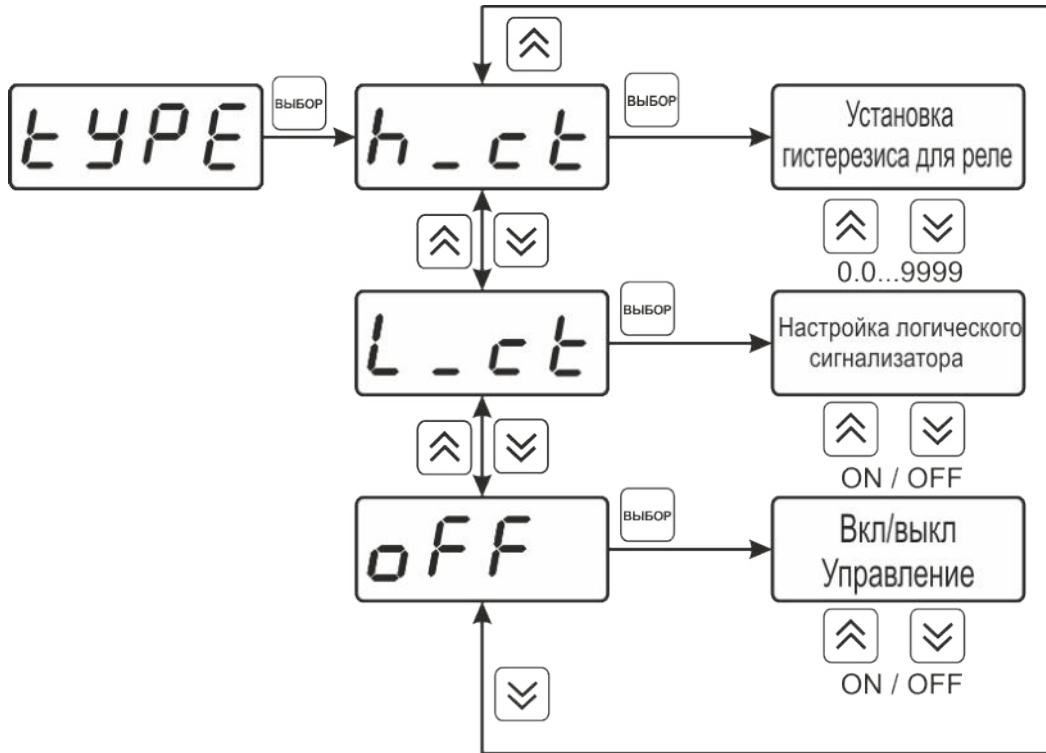 tYPE
ВЫБОР
h_ct
ВЫБОР
Установка
гистерезиса для реле
0.0...9999
L_ct
ВЫБОР
Настройка логического
сигнализатора
ON / OFF
oFF
ВЫБОР
Вкл/выкл
Управление
ON / OFF